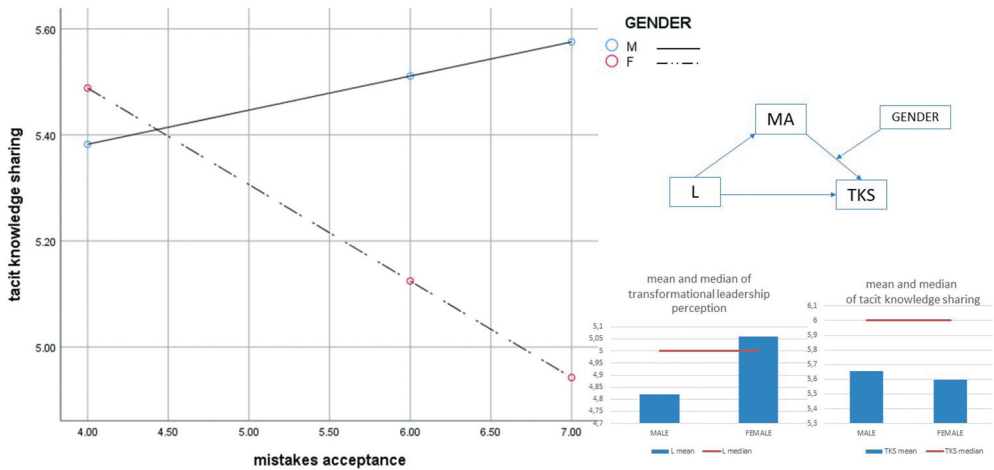 5.60
5.40
5.20
5.00
tacit knowledge sharing
4.00
4.50
5.00
5.50
6.00
6.50
7.00
mistakes acceptance
GENDER
M
F
MA
GENDER
L
TKS
mean and median of
transformational leadership
perception
5,1
5,05
5
4,95
4,9
4,85
4,8
4,75
4,7
MALE
FEMALE
L mean
L median
mean and median
of tacit knowledge sharing
6,1
6
5,9
5,8
5,7
5,6
5,5
5,4
5,3
MALE
FEMALE
TKS mean
TKS median